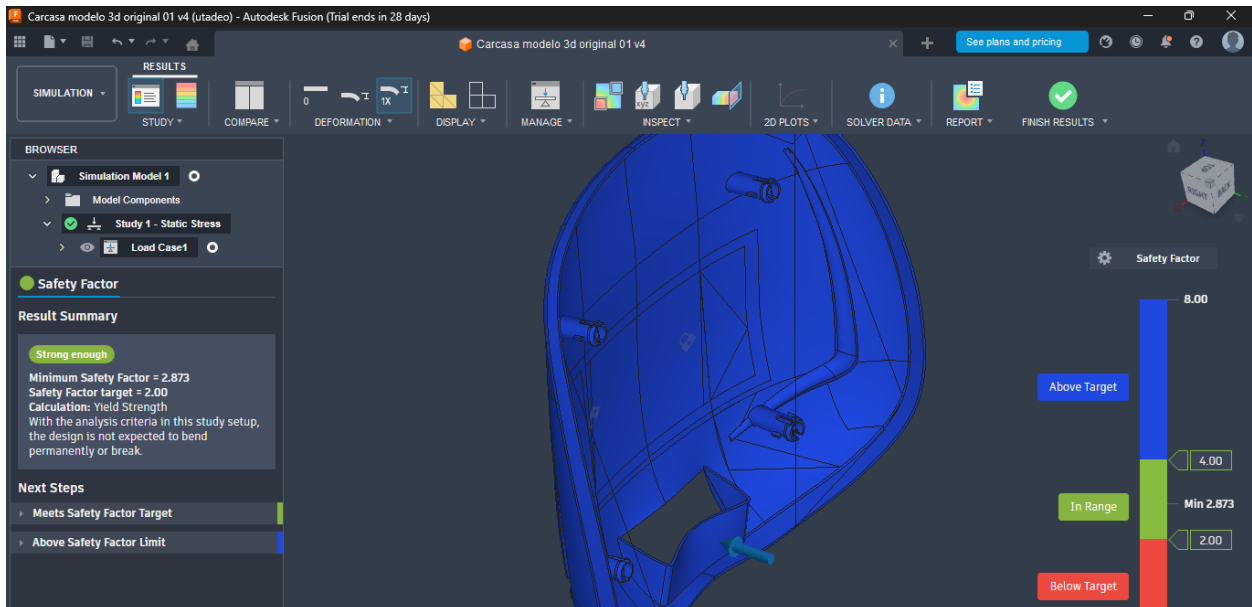 Carcasa modelo 3d original 01 v4 (utadeo) - Autodesk Fusion (Trial ends in 28 days)
Carcasa modelo 3d original 01 v4
See plans and pricing
SIMULATION
RESULTS
0
1X
xyz
STUDY
COMPARE
DEFORMATION
DISPLAY
MANAGE
INSPECT
2D PLOTS
SOLVER DATA
REPORT
FINISH RESULTS
BROWSER
Simulation Model 1
Model Components
Study 1 - Static Stress
Load Case1
Safety Factor
Result Summary
Strong enough
Minimum Safety Factor = 2.873
Safety Factor target = 2.00
Calculation: Yield Strength
With the analysis criteria in this study setup,
the design is not expected to bend
permanently or break.
Next Steps
Meets Safety Factor Target
Above Safety Factor Limit
Z
RIGHT
BACK
Safety Factor
8.00
Above Target
4.00
In Range
Min 2.873
2.00
Below Target